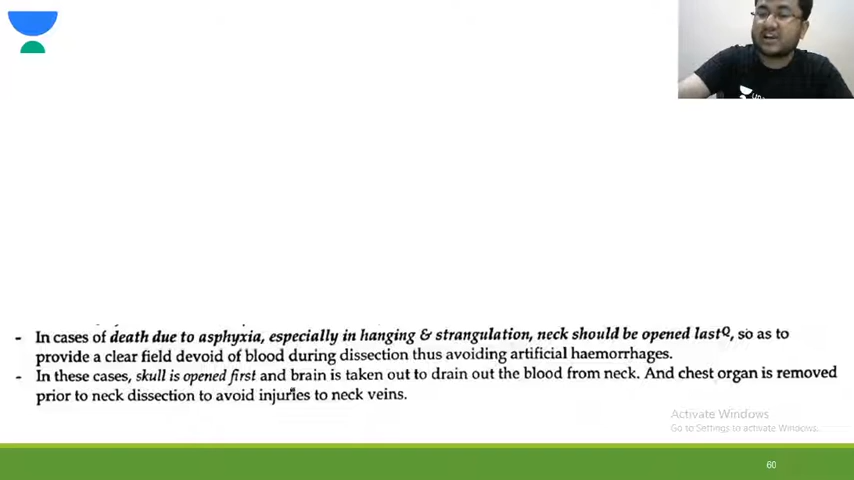 - In cases of death due to asphyxia, especially in hanging & strangulation, neck should be opened lastQ, so as to
provide a clear field devoid of blood during dissection thus avoiding artificial haemorrhages.
- In these cases, skull is opened first and brain is taken out to drain out the blood from neck. And chest organ is removed
prior to neck dissection to avoid injuries to neck veins.
Activate Windows
Go to Settings to activate Windows.
60